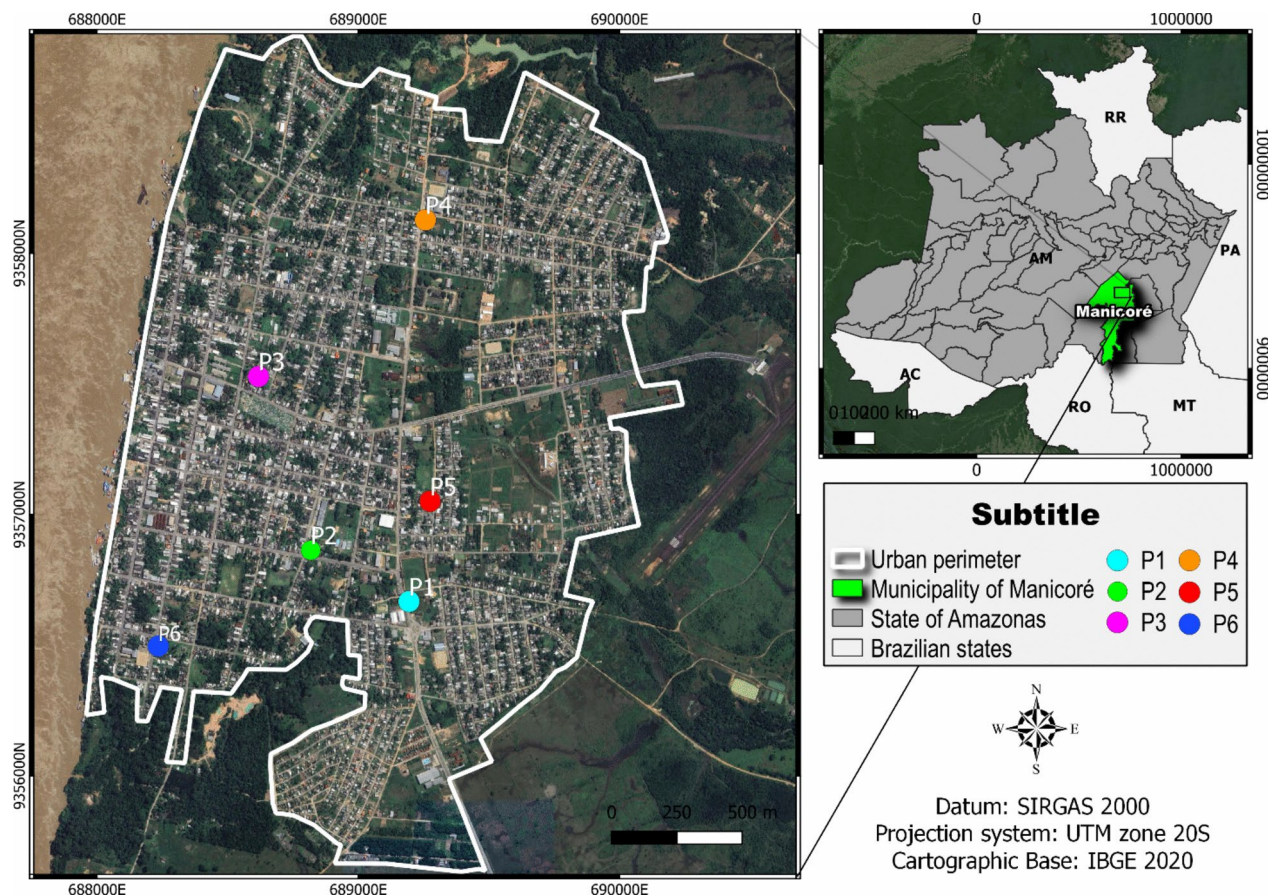 688000E 689000E 690000E
9358000N
9357000N
9356000N
P4
P3
P5
P2
P1
P6
0 250 500 m
688000E 689000E 690000E
0 1000000
10000000
9000000
RR
PA
AM
Manicoré
AC
RO
MT
0 1000000
Subtitle
Urban perimeter
Municipality of Manicoré
State of Amazonas
Brazilian states
P1 P4
P2 P5
P3 P6
N
W E
S
Datum: SIRGAS 2000
Projection system: UTM zone 20S
Cartographic Base: IBGE 2020